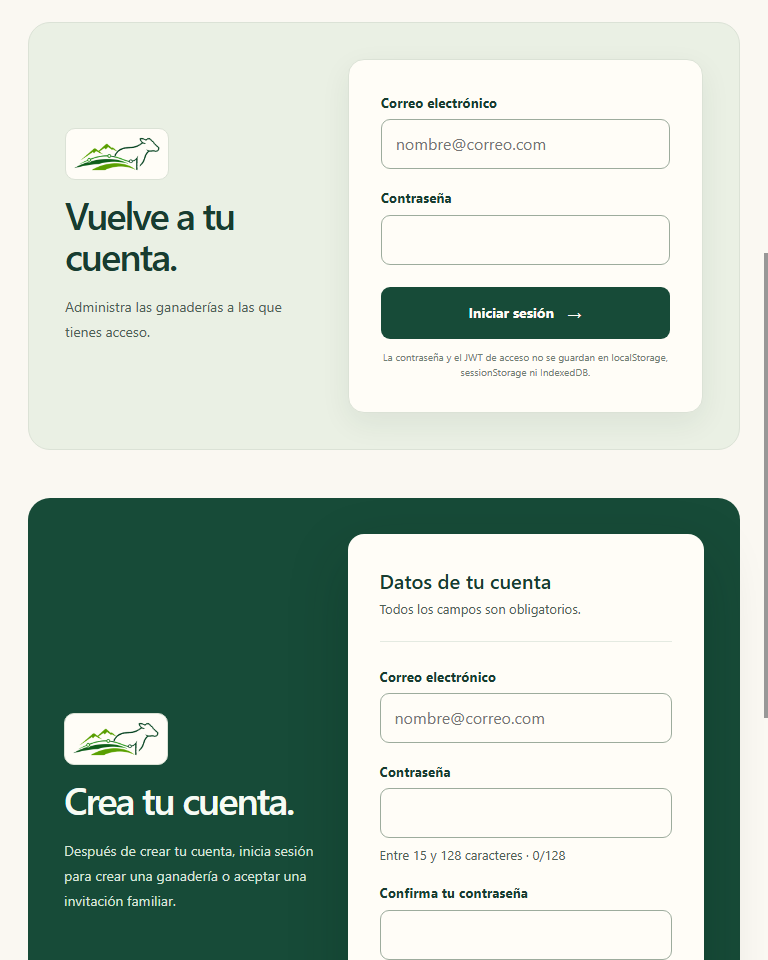 Vuelve a tu
cuenta.
Administra las ganaderías a las que
tienes acceso.
Correo electrónico
nombre@correo.com
Contraseña
Iniciar sesión →
La contraseña y el JWT de acceso no se guardan en localStorage,
sessionStorage ni IndexedDB.
Crea tu cuenta.
Después de crear tu cuenta, inicia sesión
para crear una ganadería o aceptar una
invitación familiar.
Datos de tu cuenta
Todos los campos son obligatorios.
Correo electrónico
nombre@correo.com
Contraseña
Entre 15 y 128 caracteres · 0/128
Confirma tu contraseña